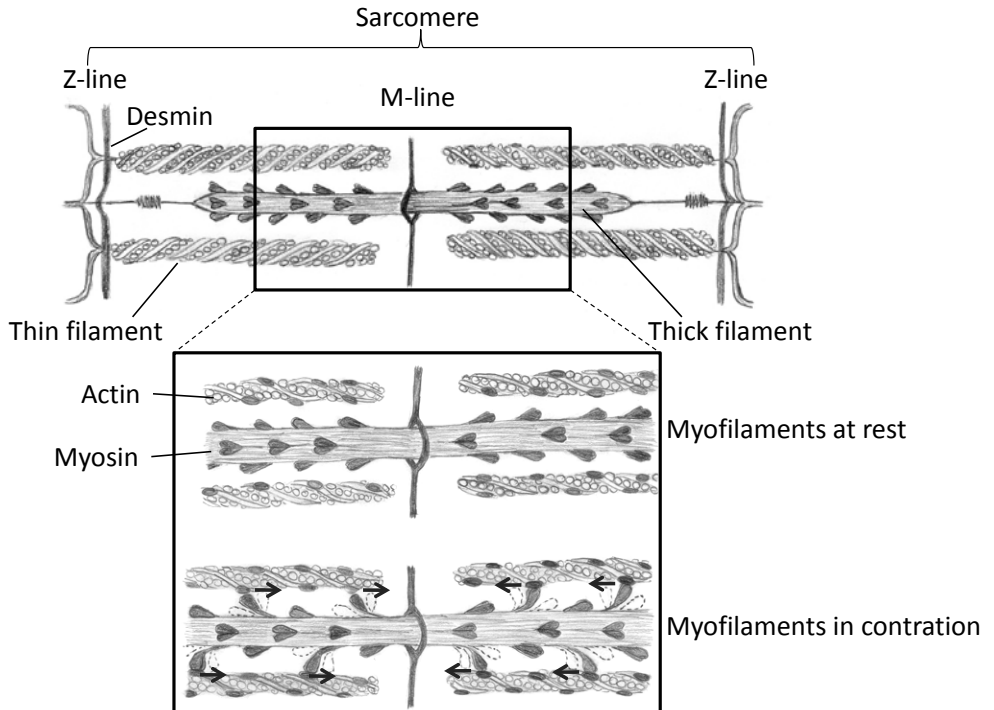 Sarcomere
Z-line
Z-line
M-line
Desmin
Thin filament
Thick filament
Actin
Myofilaments at rest
Myosin
Myofilaments in contration